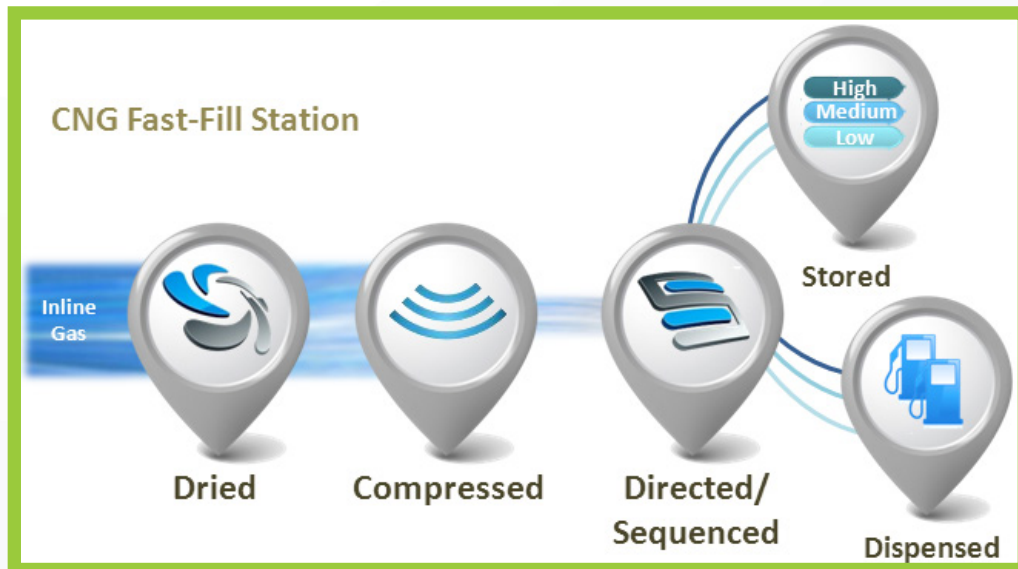 CNG Fast-Fill Station
High
Medium
Low
Stored
Inline
Gas
Dried
Compressed
Directed/
Sequenced
Dispensed